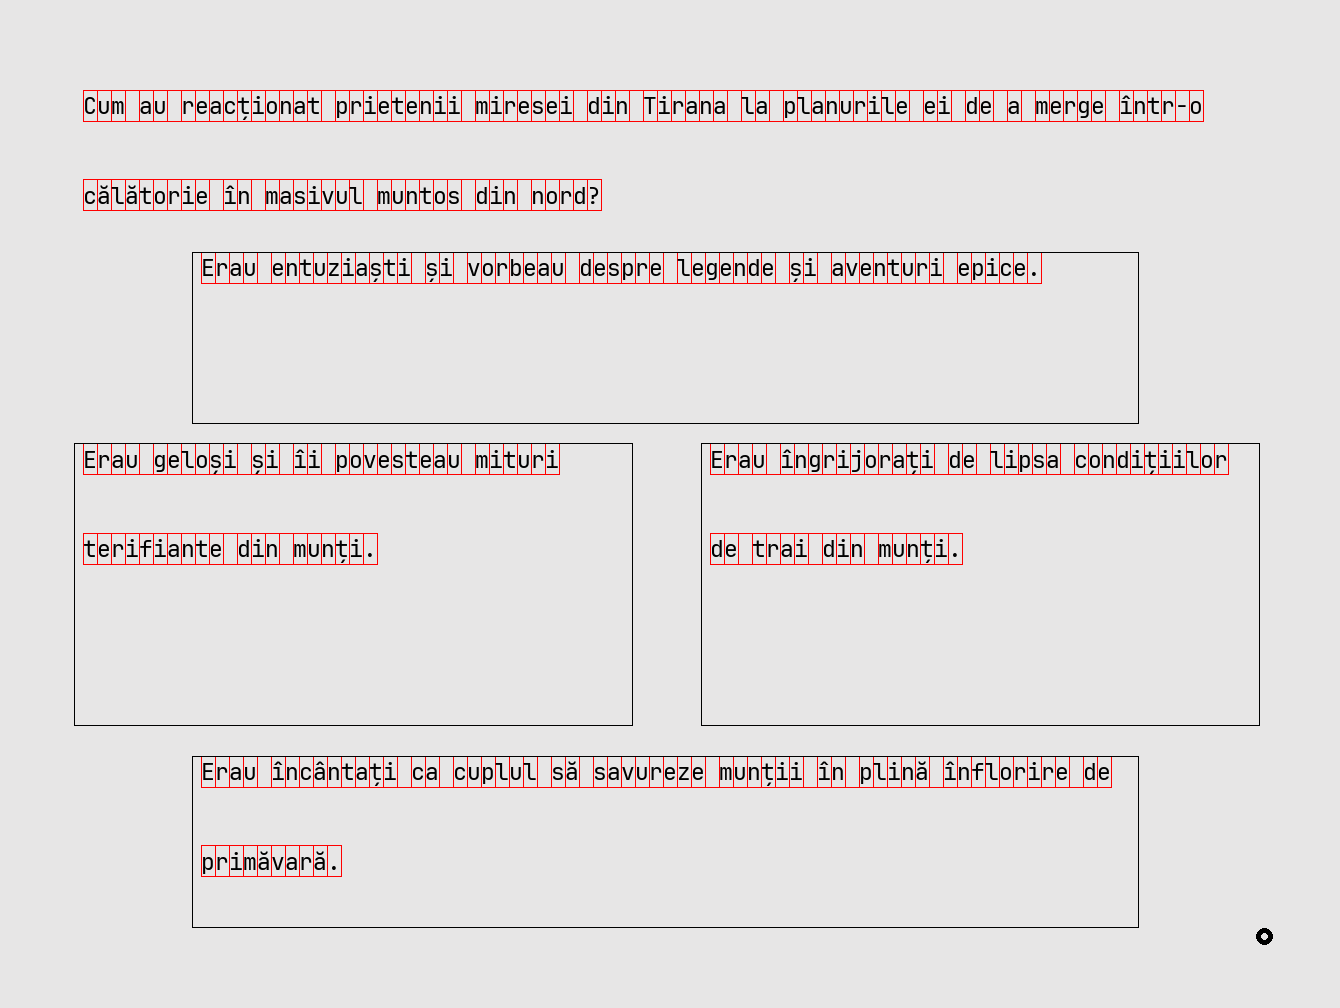 Cum au reacționat prietenii miresei din Tirana la planurile ei de a merge într-o
călătorie în masivul muntos din nord?
Erau entuziaști și vorbeau despre legende și aventuri epice.
Erau geloși și îi povesteau mituri
terifiante din munți.
Erau îngrijorați de lipsa condițiilor
de trai din munți.
Erau încântați ca cuplul să savureze munții în plină înflorire de
primăvară.